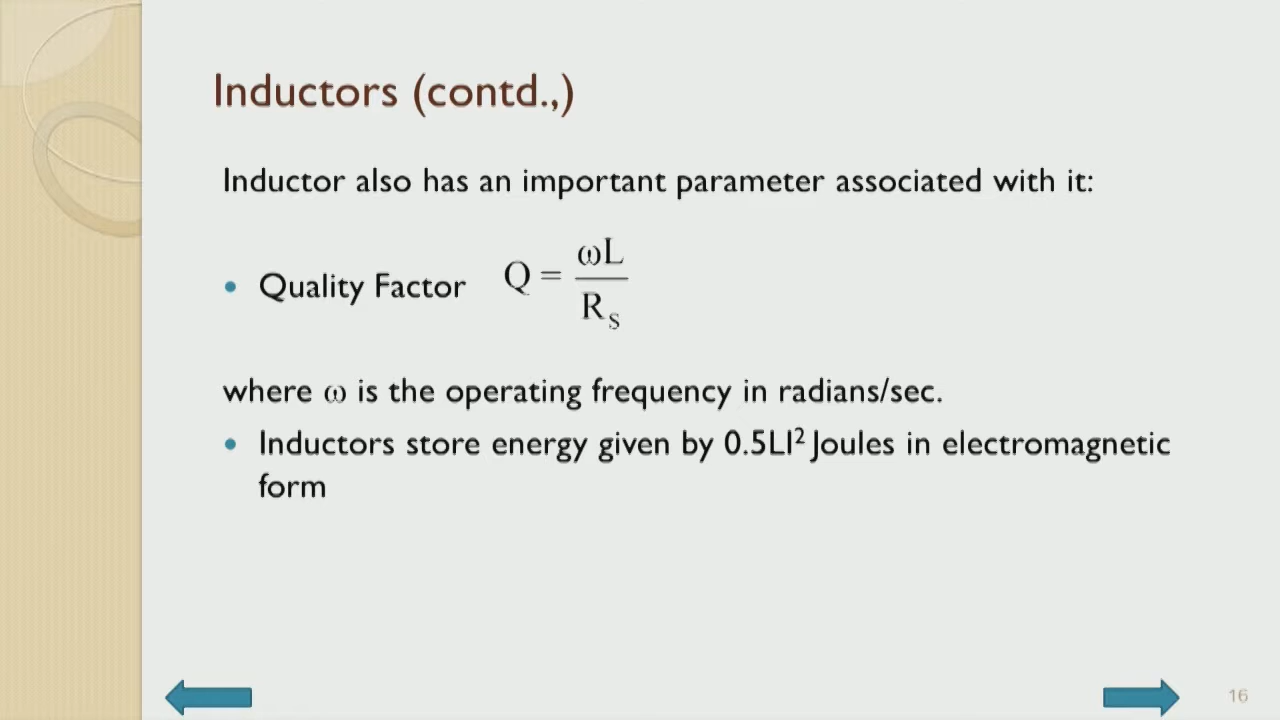 Inductors (contd.,)
Inductor also has an important parameter associated with it:
• Quality Factor Q = ωL / R_S
where ω is the operating frequency in radians/sec.
• Inductors store energy given by 0.5LI² Joules in electromagnetic
form
16